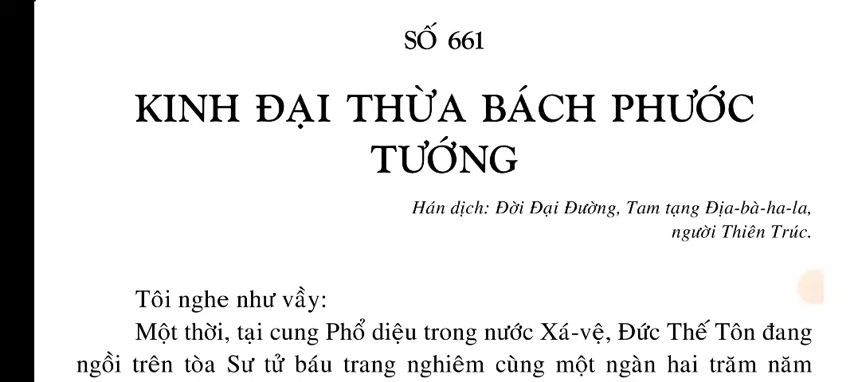 SỐ 661
KINH ĐẠI THỪA BÁCH PHƯỚC
TƯỚNG
Hán dịch: Đời Đại Đường, Tam tạng Địa-bà-ha-la,
người Thiên Trúc.
Tôi nghe như vầy:
Một thời, tại cung Phổ diệu trong nước Xá-vệ, Đức Thế Tôn đang
ngồi trên tòa Sư tử báu trang nghiêm cùng một ngàn hai trăm năm